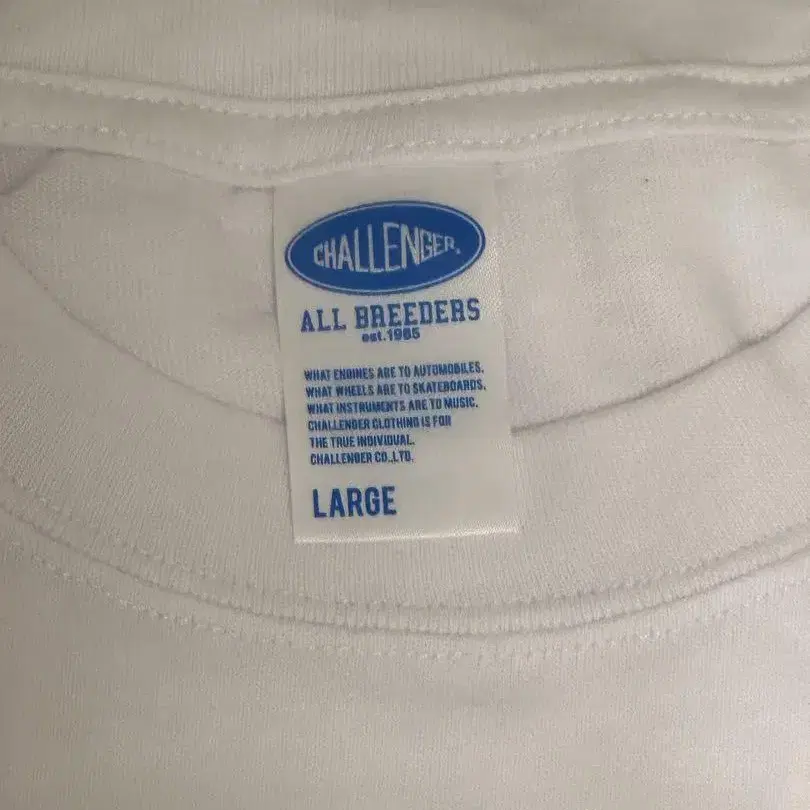 CHALLENGER.
ALL BREEDERS
est.1985
WHAT ENGINES ARE TO AUTOMOBILES.
WHAT WHEELS ARE TO SKATEBOARDS.
WHAT INSTRUMENTS ARE TO MUSIC.
CHALLENGER CLOTHING IS FOR
THE TRUE INDIVIDUAL.
CHALLENGER CO.,LTD.
LARGE